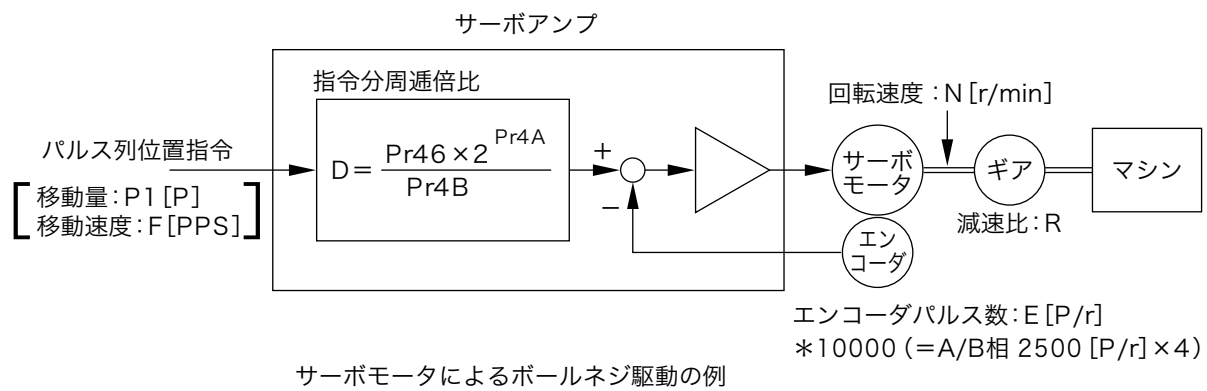 サーボアンプ
指令分周逓倍比
D＝ Pr46×2 Pr4A
Pr4B
パルス列位置指令
移動量：P1［P］
移動速度：F［PPS］
＋
−
回転速度：N［r/min］
サーボ
モータ
ギア
マシン
減速比：R
エン
コーダ
エンコーダパルス数：E［P/r］
＊10000（＝A/B相 2500［P/r］×4）
サーボモータによるボールネジ駆動の例